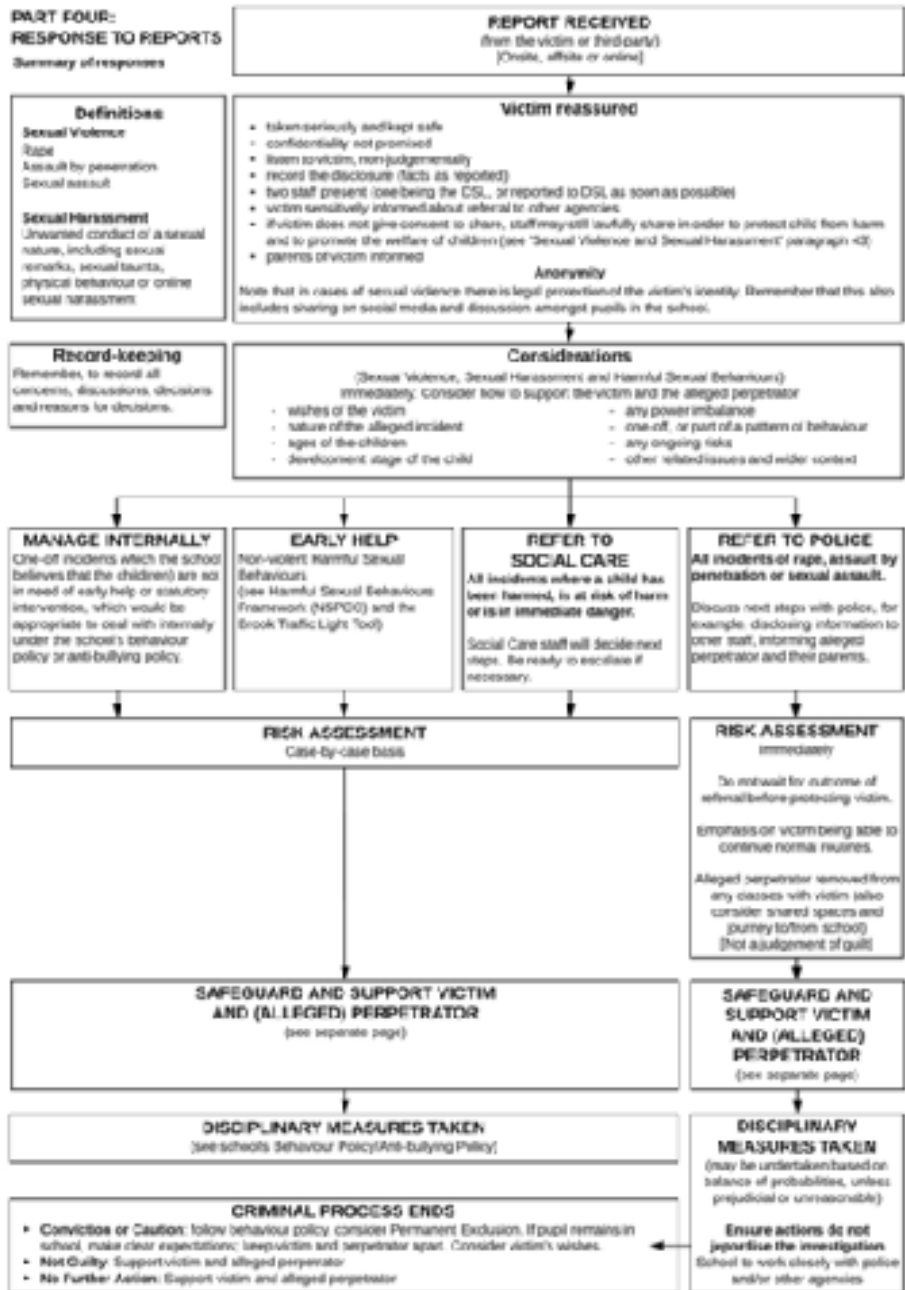 PART FOUR:
RESPONSE TO REPORTS
Summary of responses
REPORT RECEIVED
(from the victim or third-party)
[Onsite, offsite or online]
Definitions
Sexual Violence
Rape
Assault by penetration
Sexual assault
Sexual Harassment
Unwanted conduct of a sexual
nature, including sexual
remarks, sexual taunts,
physical behaviour or online
sexual harassment
Victim reassured
• taken seriously and kept safe
- confidentiality not promised
• listen to victim, non-judgementally
• record the disclosure (facts as reported)
• two staff present (one being the DSL, or reported to DSL as soon as possible)
• victim sensitively informed about referral to other agencies
• if victim does not give consent to share, staff may still lawfully share in order to protect child from harm
and to promote the welfare of children (see 'Sexual Violence and Sexual Harassment' paragraph
• parents of victim informed
Anonymity
Note that in cases of sexual violence there is legal protection of the victim's identity. Remember that this also
includes sharing on social media and discussion amongst pupils in the school.
Record-keeping
Remember, to record all
concerns, discussions, decisions
and reasons for decisions.
Considerations
(Sexual Violence, Sexual Harassment and Harmful Sexual Behaviours)
Immediately: Consider how to support the victim and the alleged perpetrator
- wishes of the victim
- nature of the alleged incident
- ages of the children
- development stage of the child
- any power imbalance
- one-off, or part of a pattern of behaviour
- any ongoing risks
- other related issues and wider context
MANAGE INTERNALLY
One-off incidents which the school
believes that the child(ren) are not
in need of early help or statutory
intervention, which would be
appropriate to deal with internally
under the school's behaviour
policy or anti-bullying policy.
EARLY HELP
Non-violent Harmful Sexual
Behaviours
(see Harmful Sexual Behaviours
Framework (NSPCC) and the
Brook Traffic Light Tool)
REFER TO
SOCIAL CARE
All incidents where a child has
been harmed, is at risk of harm
or is in immediate danger.
Social Care staff will decide next
steps. Be ready to escalate if
necessary.
REFER TO POLICE
All incidents of rape, assault by
penetration or sexual assault.
Discuss next steps with police, for
example: disclosing information to
other staff, informing alleged
perpetrator and their parents.
RISK ASSESSMENT
Case-by-case basis
RISK ASSESSMENT
Immediately
Do not wait for outcome of
referral before protecting victim.
Emphasis on victim being able to
continue normal routines.
Alleged perpetrator removed from
any classes with victim (also
consider shared spaces and
journey to/from school)
[Not a judgement of guilt]
SAFEGUARD AND SUPPORT VICTIM
AND (ALLEGED) PERPETRATOR
(see separate page)
SAFEGUARD AND
SUPPORT VICTIM
AND (ALLEGED)
PERPETRATOR
(see separate page)
DISCIPLINARY MEASURES TAKEN
(see school's Behaviour Policy/Anti-bullying Policy)
DISCIPLINARY
MEASURES TAKEN
(may be undertaken based on
balance of probabilities, unless
prejudicial or unreasonable)
Ensure actions do not
jeopardise the investigation
School to work closely with police
and/or other agencies
CRIMINAL PROCESS ENDS
• Conviction or Caution: follow behaviour policy, consider Permanent Exclusion. If pupil remains in
school, make clear expectations; keep victim and perpetrator apart. Consider victim's wishes.
• Not Guilty: Support victim and alleged perpetrator
• No Further Action: Support victim and alleged perpetrator